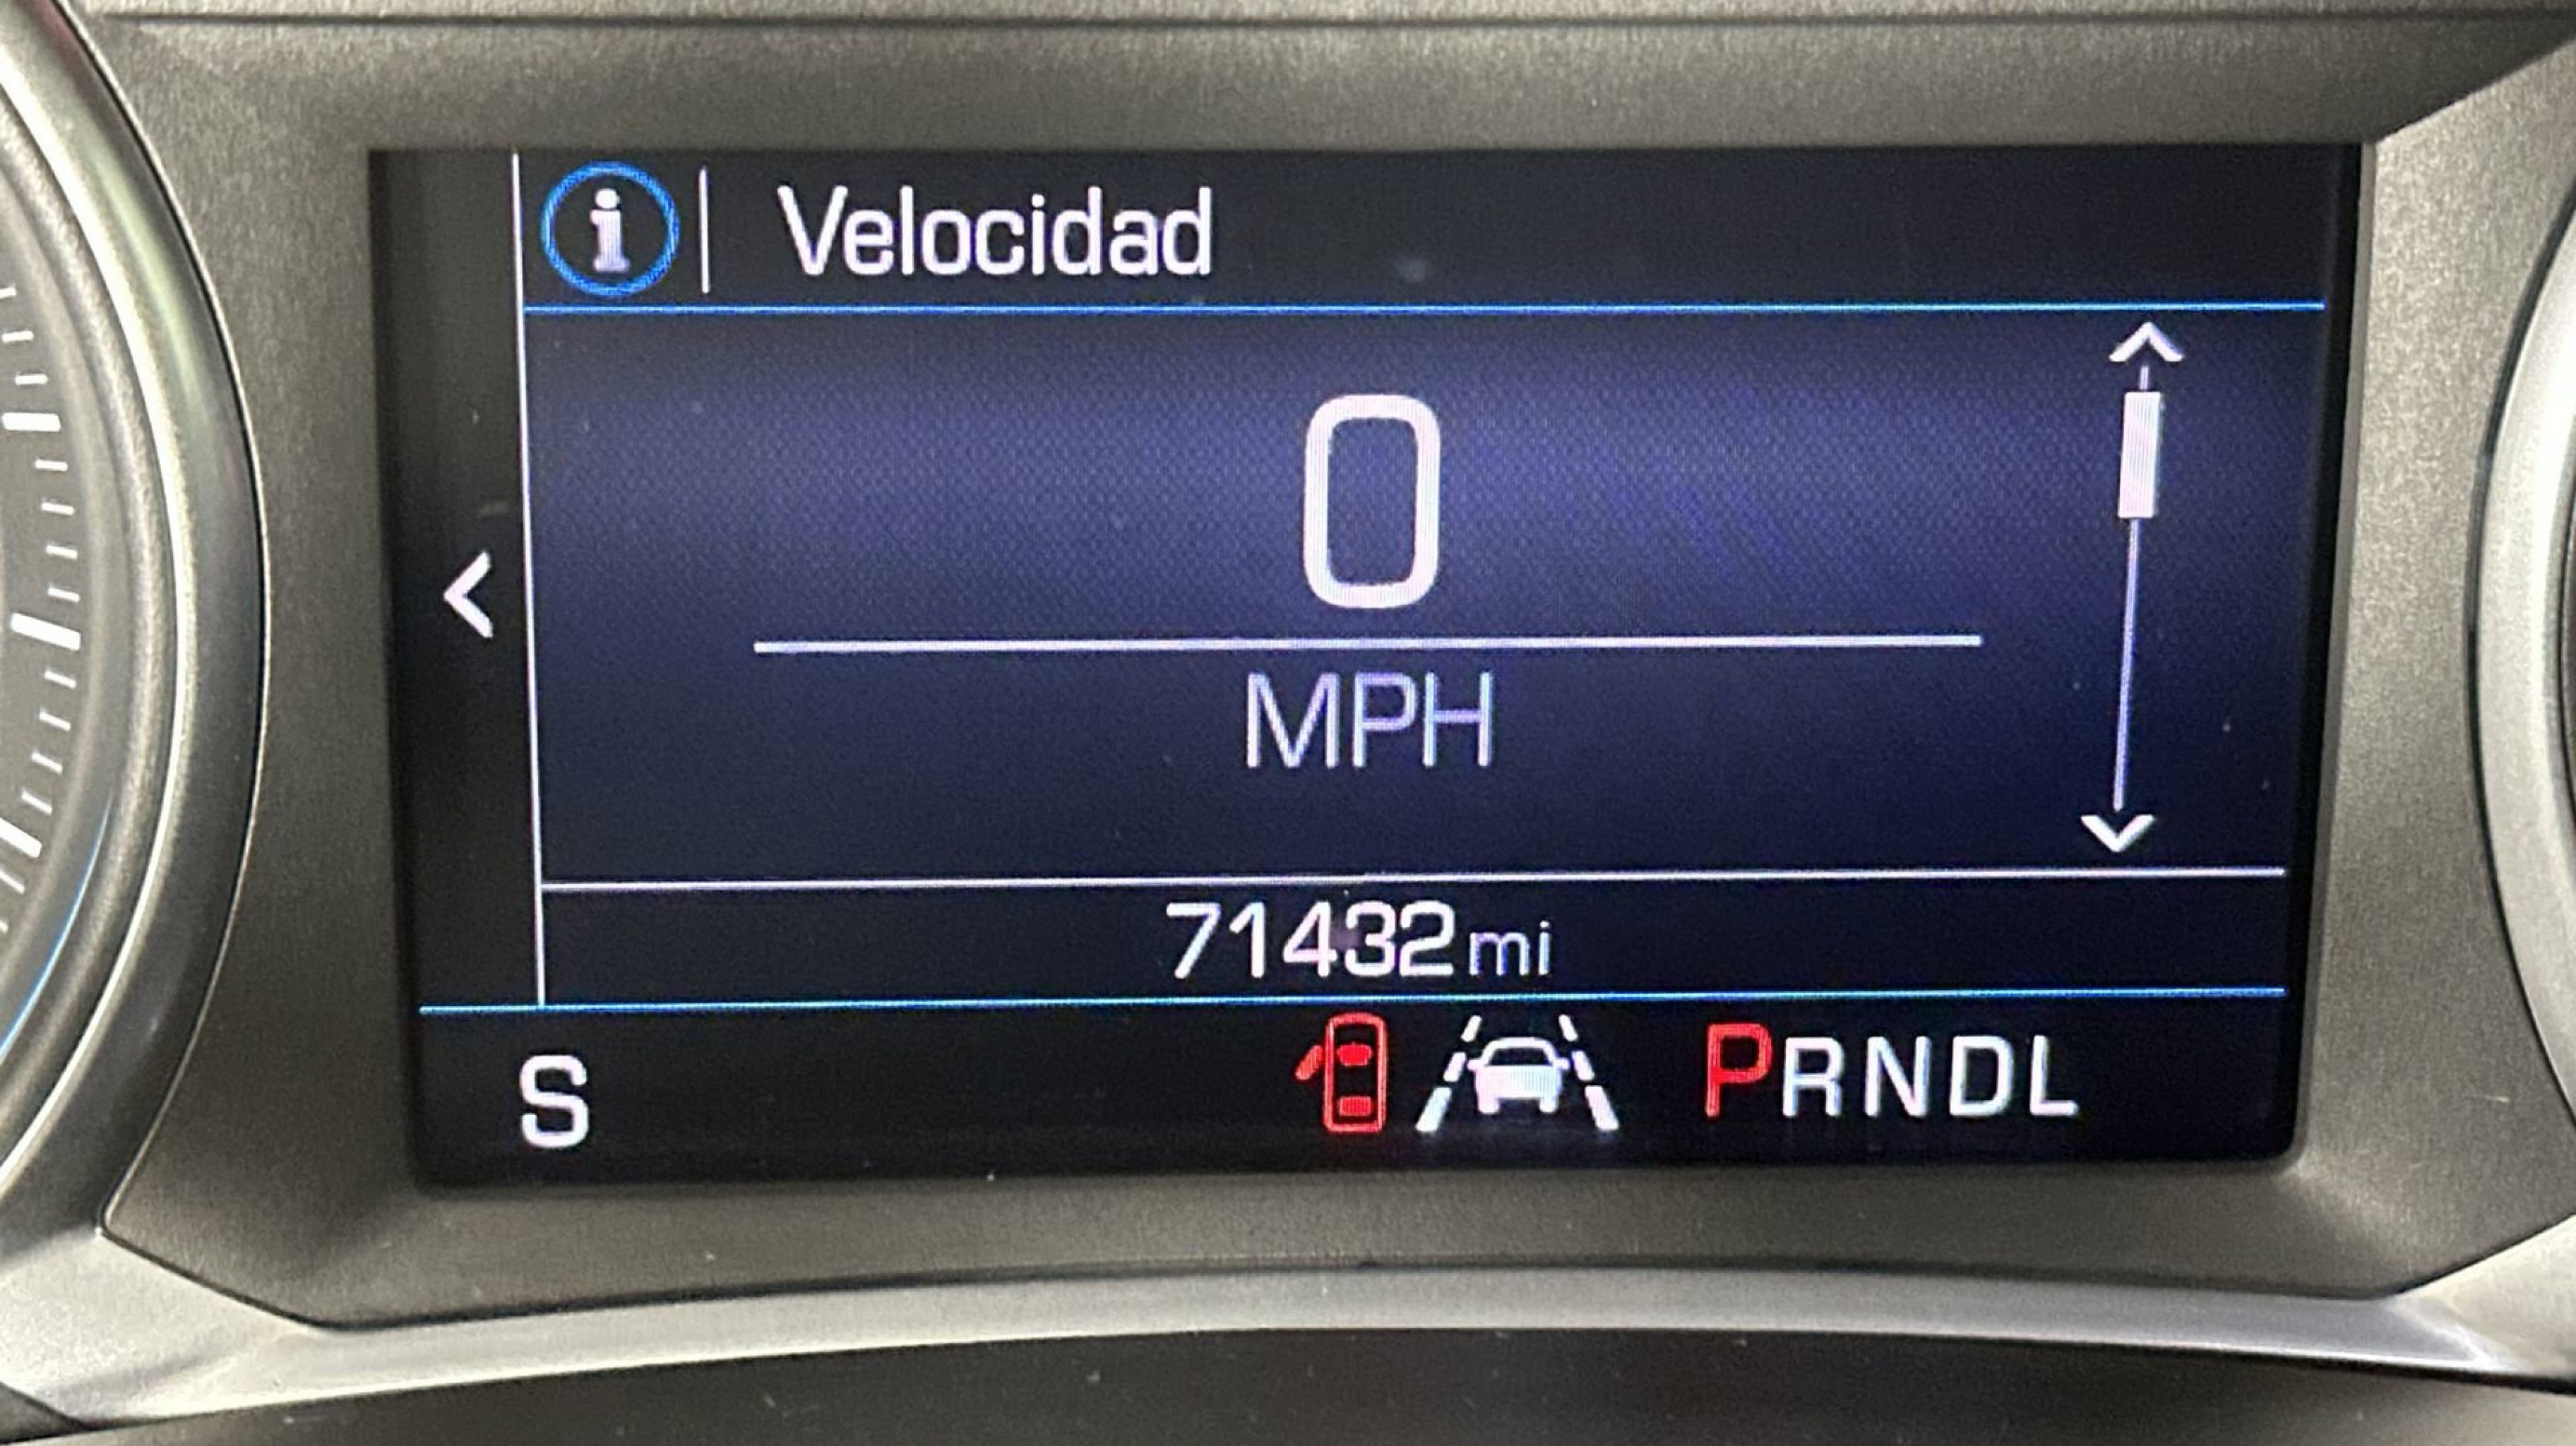 i Velocidad
0
MPH
71432 mi
S PRNDL